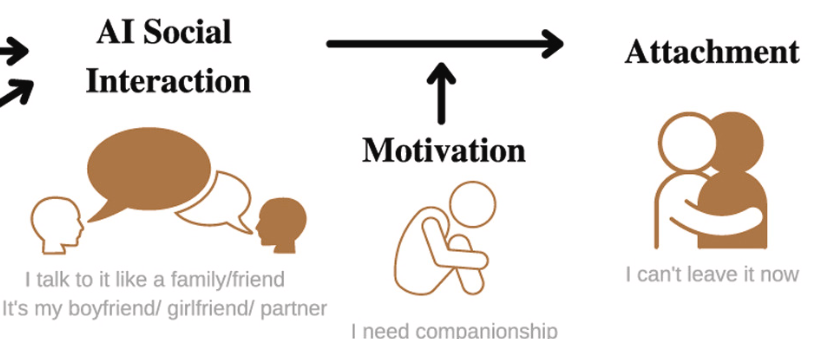 AI Social
Interaction
Attachment
Motivation
I talk to it like a family/friend
It's my boyfriend/ girlfriend/ partner
I can't leave it now
I need companionship